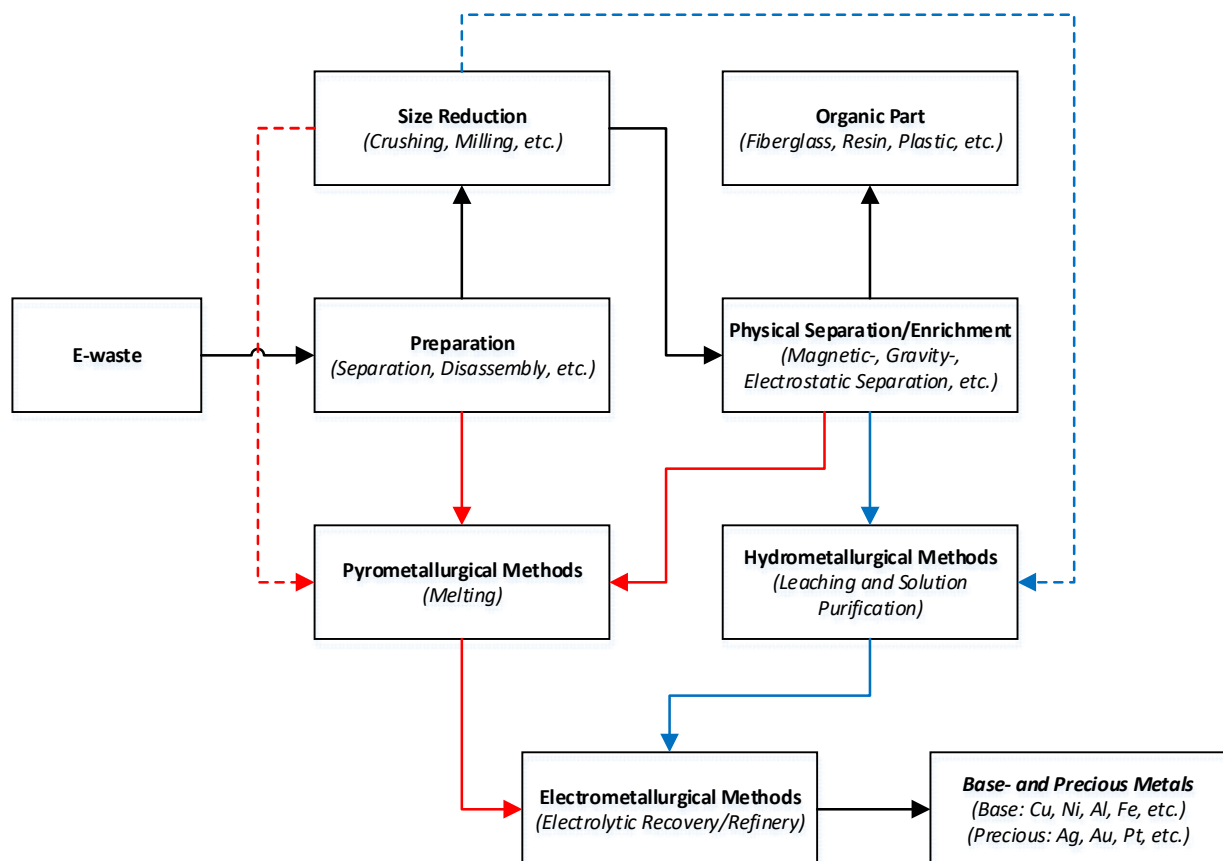 Size Reduction
(Crushing, Milling, etc.)
Organic Part
(Fiberglass, Resin, Plastic, etc.)
E-waste
Preparation
(Separation, Disassembly, etc.)
Physical Separation/Enrichment
(Magnetic-, Gravity-,
Electrostatic Separation, etc.)
Pyrometallurgical Methods
(Melting)
Hydrometallurgical Methods
(Leaching and Solution
Purification)
Electrometallurgical Methods
(Electrolytic Recovery/Refinery)
Base- and Precious Metals
(Base: Cu, Ni, Al, Fe, etc.)
(Precious: Ag, Au, Pt, etc.)